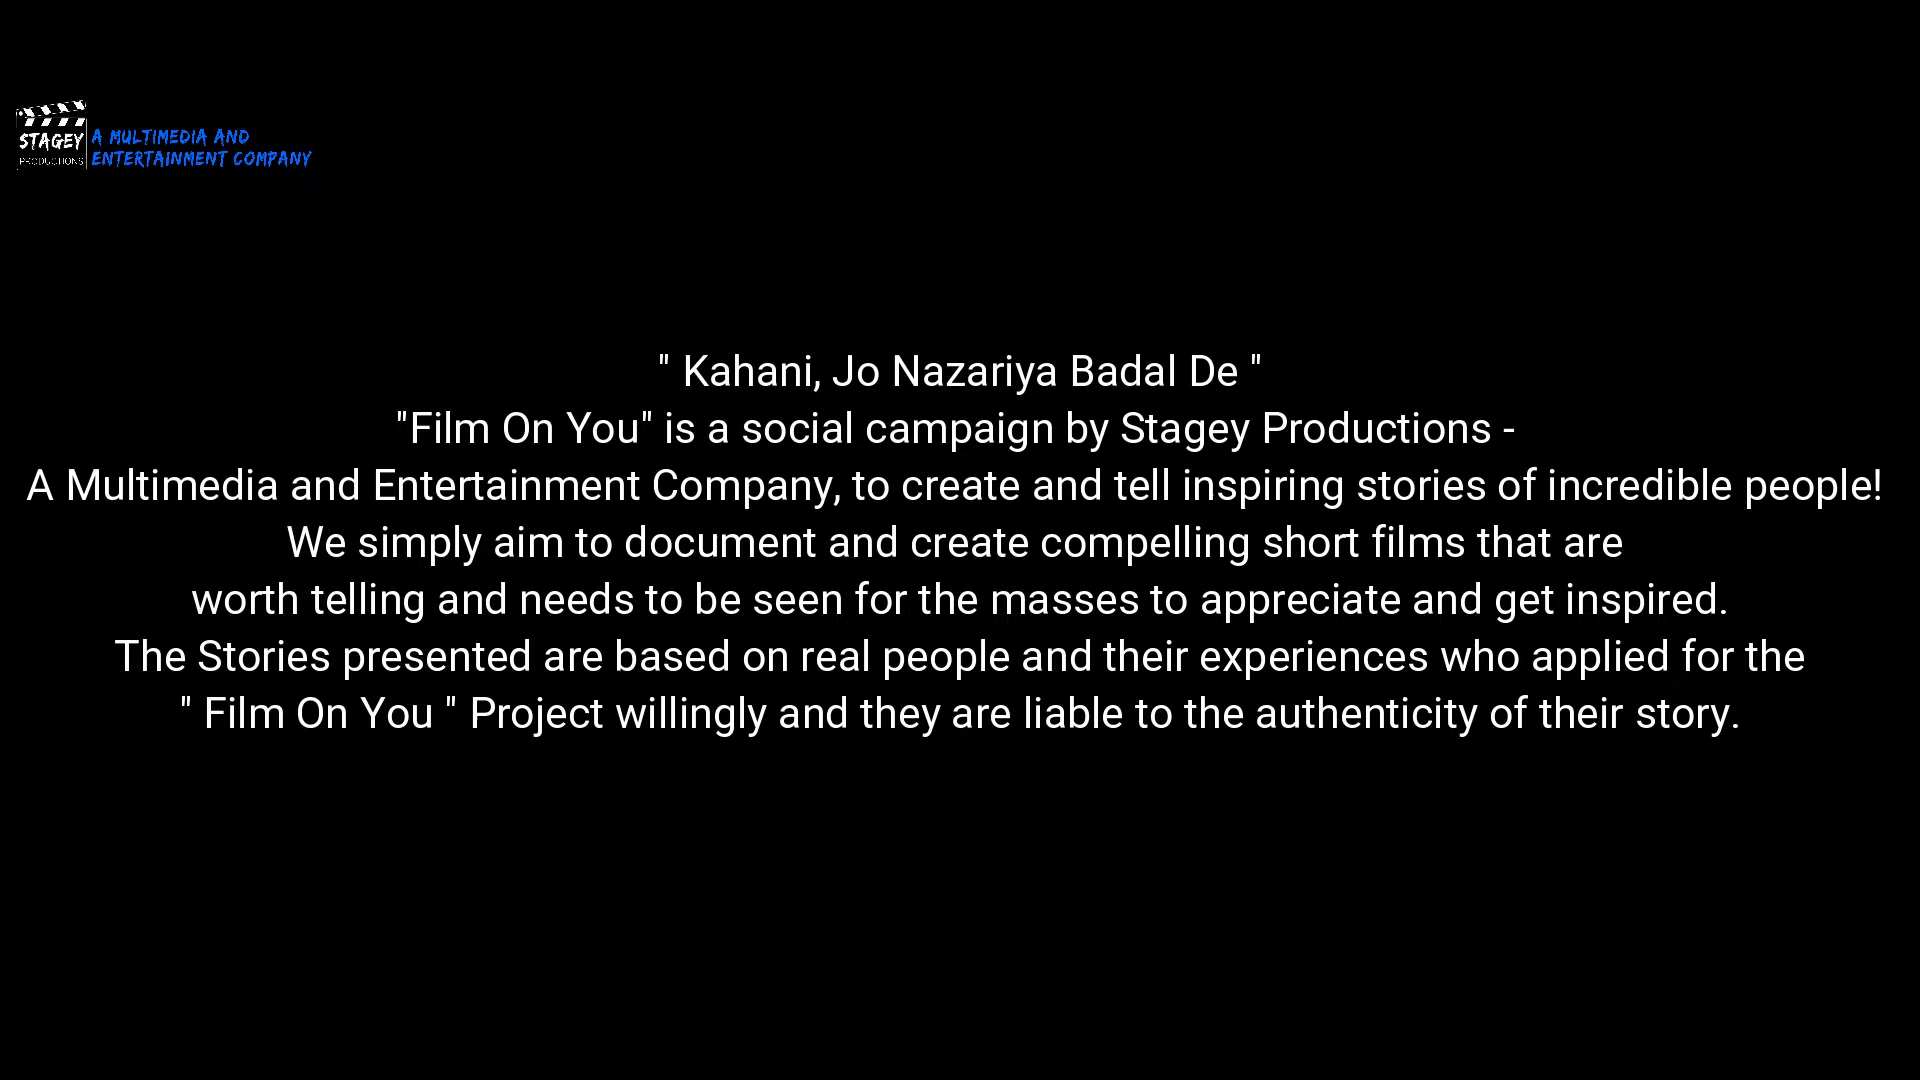 STAGEY
PRODUCTIONS
A MULTIMEDIA AND
ENTERTAINMENT COMPANY
" Kahani, Jo Nazariya Badal De "
"Film On You" is a social campaign by Stagey Productions -
A Multimedia and Entertainment Company, to create and tell inspiring stories of incredible people!
We simply aim to document and create compelling short films that are
worth telling and needs to be seen for the masses to appreciate and get inspired.
The Stories presented are based on real people and their experiences who applied for the
" Film On You " Project willingly and they are liable to the authenticity of their story.